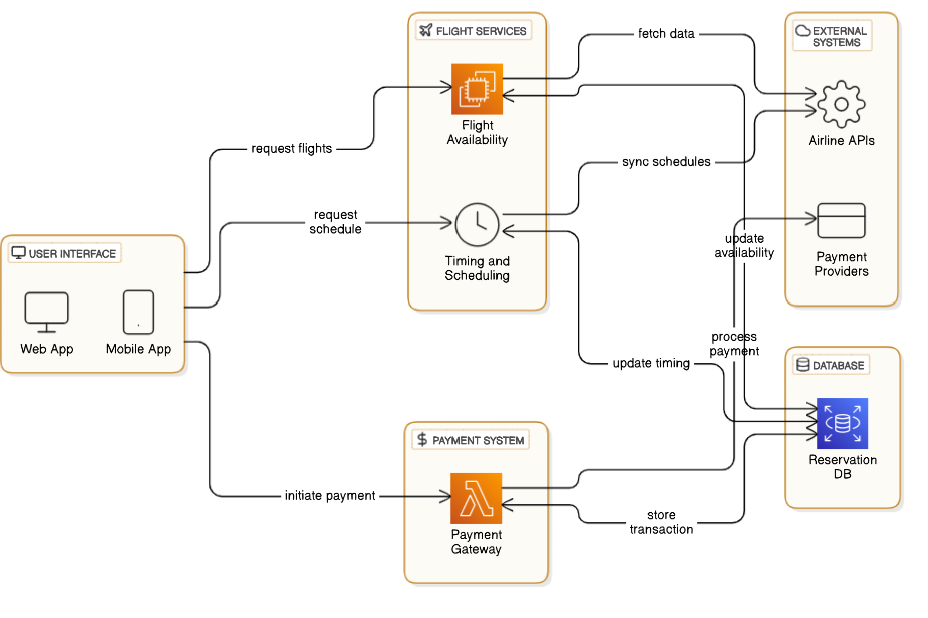 FLIGHT SERVICES
EXTERNAL
SYSTEMS
fetch data
Flight
Availability
Airline APIs
request flights
sync schedules
request
schedule
USER INTERFACE
Timing and
Scheduling
update
availability
Payment
Providers
Web App
Mobile App
process
payment
update timing
DATABASE
PAYMENT SYSTEM
Reservation
DB
initiate payment
store
transaction
Payment
Gateway